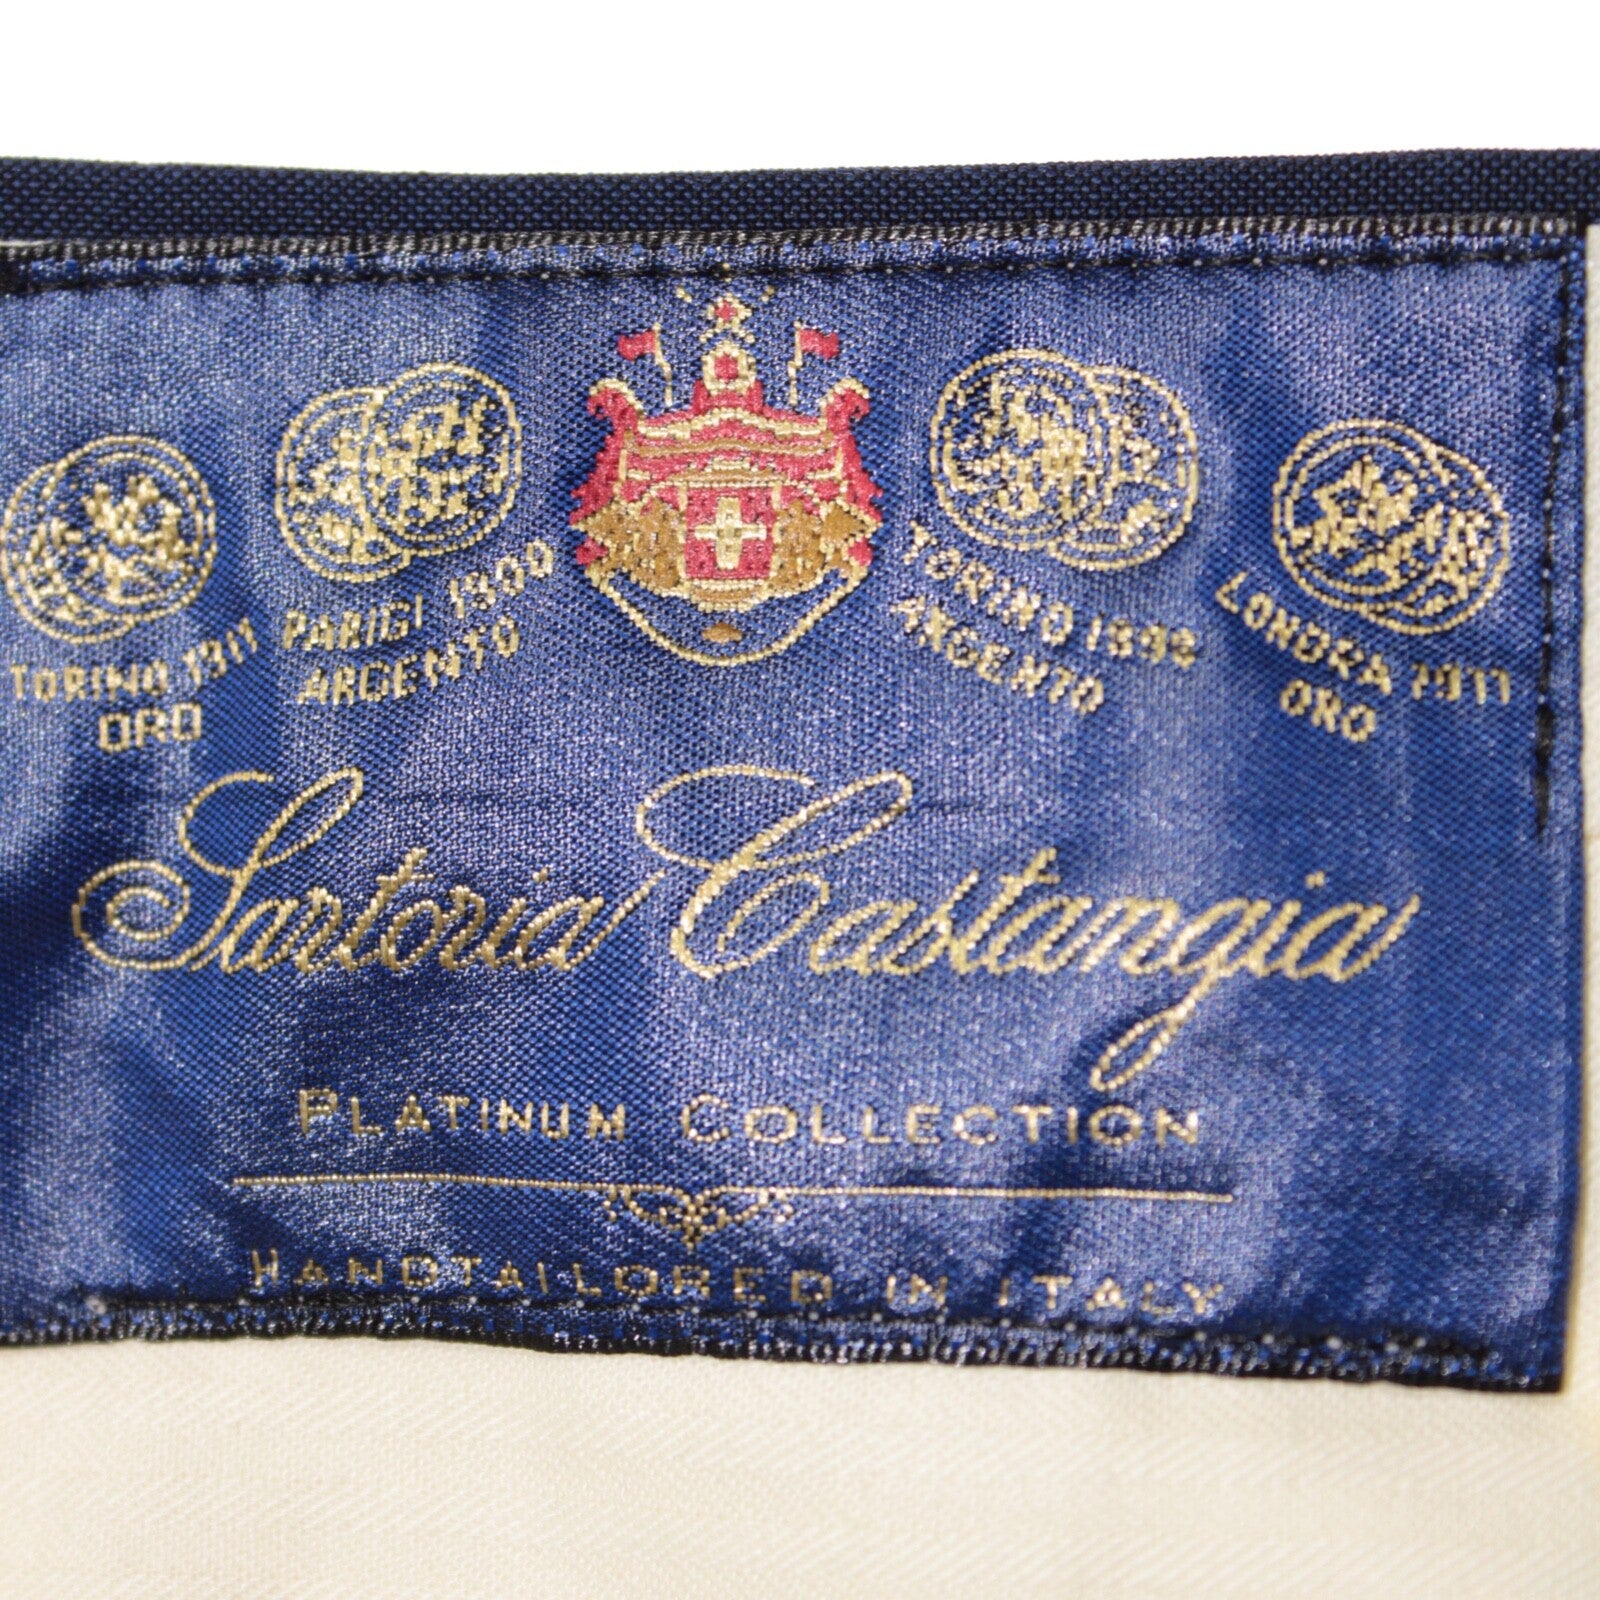 TORINO 1911
ORO
PARIGI 1900
ARGENTO
TORINO 1898
ARGENTO
LONDRA 1911
ORO
Sartoria Castangia
PLATINUM COLLECTION
HANDTAILORED IN ITALY